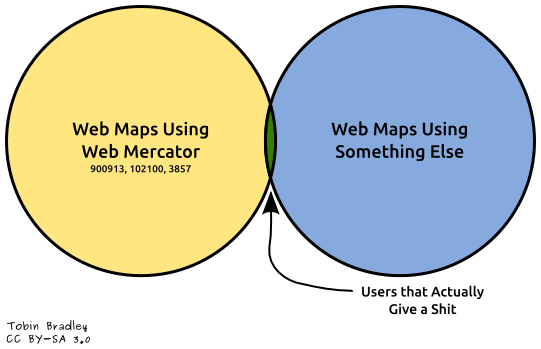 Web Maps Using
Web Mercator
900913, 102100, 3857
Web Maps Using
Something Else
Users that Actually
Give a Shit
Tobin Bradley
CC BY-SA 3.0